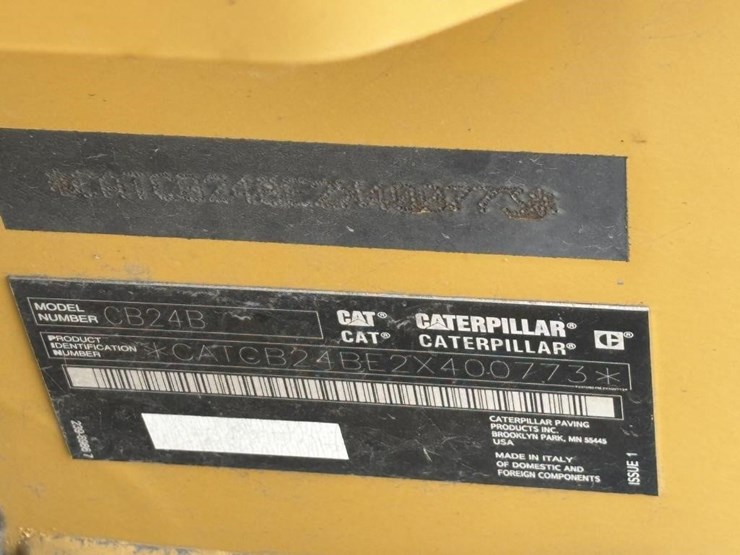 *CATCB24BE2X400773*
MODEL
NUMBER CB24B
CAT® CATERPILLAR®
CAT® CATERPILLAR®
PRODUCT
IDENTIFICATION
NUMBER *CATCB24BE2X400773*
CATERPILLAR PAVING
PRODUCTS INC.
BROOKLYN PARK, MN 55445
USA
MADE IN ITALY
OF DOMESTIC AND
FOREIGN COMPONENTS
ISSUE 1